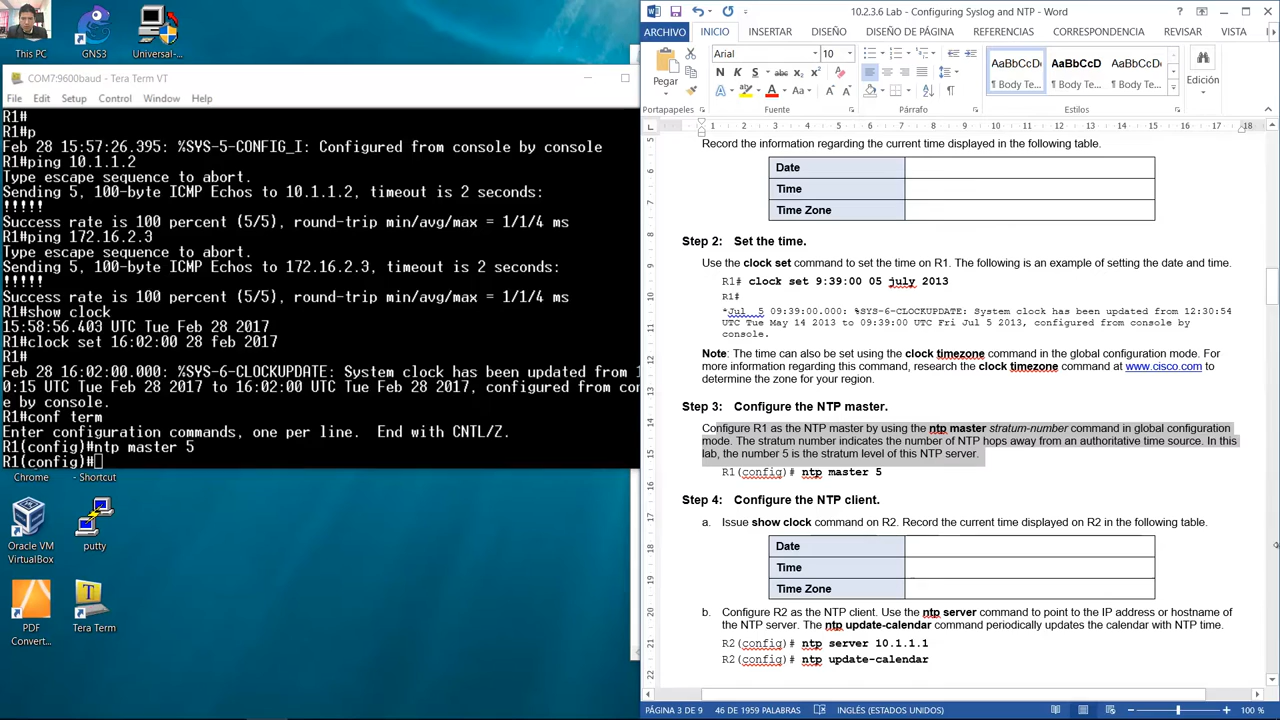 This PC
GNS3
Universal-...
COM7:9600baud - Tera Term VT
File Edit Setup Control Window Help
R1#
R1#p
Feb 28 15:57:26.395: %SYS-5-CONFIG_I: Configured from console by console
R1#ping 10.1.1.2
Type escape sequence to abort.
Sending 5, 100-byte ICMP Echos to 10.1.1.2, timeout is 2 seconds:
!!!!!
Success rate is 100 percent (5/5), round-trip min/avg/max = 1/1/4 ms
R1#ping 172.16.2.3
Type escape sequence to abort.
Sending 5, 100-byte ICMP Echos to 172.16.2.3, timeout is 2 seconds:
!!!!!
Success rate is 100 percent (5/5), round-trip min/avg/max = 1/1/4 ms
R1#show clock
15:58:56.403 UTC Tue Feb 28 2017
R1#clock set 16:02:00 28 feb 2017
R1#
Feb 28 16:02:00.000: %SYS-6-CLOCKUPDATE: System clock has been updated from 1
0:15 UTC Tue Feb 28 2017 to 16:02:00 UTC Tue Feb 28 2017, configured from con
e by console.
R1#conf term
Enter configuration commands, one per line. End with CNTL/Z.
R1(config)#ntp master 5
R1(config)#
Chrome
- Shortcut
Oracle VM
VirtualBox
putty
PDF
Convert...
Tera Term
10.2.3.6 Lab - Configuring Syslog and NTP - Word
ARCHIVO INICIO INSERTAR DISEÑO DISEÑO DE PÁGINA REFERENCIAS CORRESPONDENCIA REVISAR VISTA
Pegar
Arial 10
N K S abc x₂ x²
AaBbCcD AaBbCcDc AaBbCcDc
¶ Body Te... ¶ Body Te... ¶ Body Te...
Edición
Portapapeles Fuente Párrafo Estilos
1 2 3 4 5 6 7 8 9 10 11 12 13 14 15 16 17 18
Record the information regarding the current time displayed in the following table.
Date
Time
Time Zone
Step 2: Set the time.
Use the clock set command to set the time on R1. The following is an example of setting the date and time.
R1# clock set 9:39:00 05 july 2013
R1#
*Jul 5 09:39:00.000: %SYS-6-CLOCKUPDATE: System clock has been updated from 12:30:54
UTC Tue May 14 2013 to 09:39:00 UTC Fri Jul 5 2013, configured from console by
console.
Note: The time can also be set using the clock timezone command in the global configuration mode. For
more information regarding this command, research the clock timezone command at www.cisco.com to
determine the zone for your region.
Step 3: Configure the NTP master.
Configure R1 as the NTP master by using the ntp master stratum-number command in global configuration
mode. The stratum number indicates the number of NTP hops away from an authoritative time source. In this
lab, the number 5 is the stratum level of this NTP server.
R1(config)# ntp master 5
Step 4: Configure the NTP client.
a. Issue show clock command on R2. Record the current time displayed on R2 in the following table.
Date
Time
Time Zone
b. Configure R2 as the NTP client. Use the ntp server command to point to the IP address or hostname of
the NTP server. The ntp update-calendar command periodically updates the calendar with NTP time.
R2(config)# ntp server 10.1.1.1
R2(config)# ntp update-calendar
PÁGINA 3 DE 9 46 DE 1959 PALABRAS INGLÉS (ESTADOS UNIDOS) 100 %